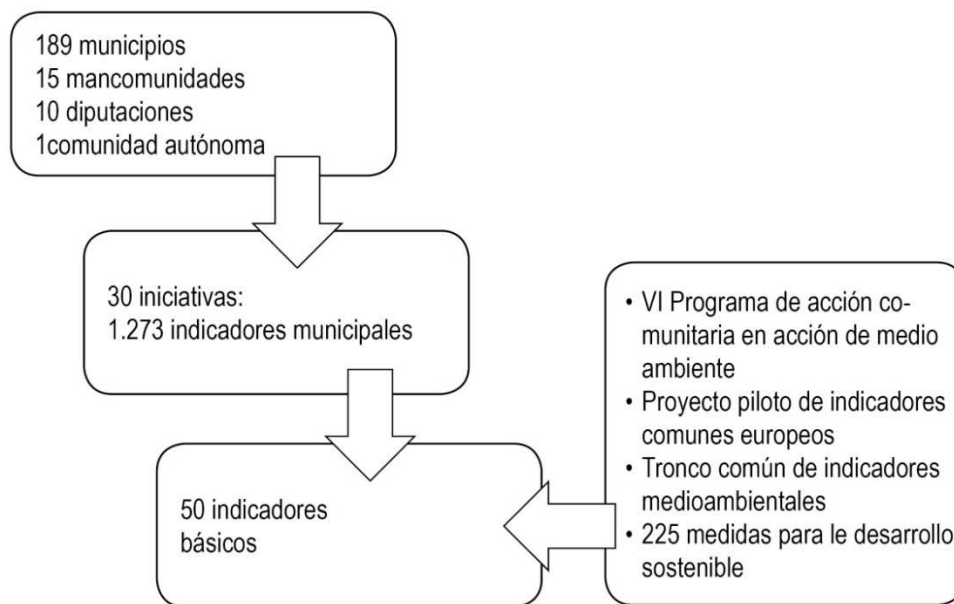 189 municipios
15 mancomunidades
10 diputaciones
1comunidad autónoma
30 iniciativas:
1.273 indicadores municipales
50 indicadores
básicos
• VI Programa de acción co-
munitaria en acción de medio
ambiente
• Proyecto piloto de indicadores
comunes europeos
• Tronco común de indicadores
medioambientales
• 225 medidas para le desarrollo
sostenible